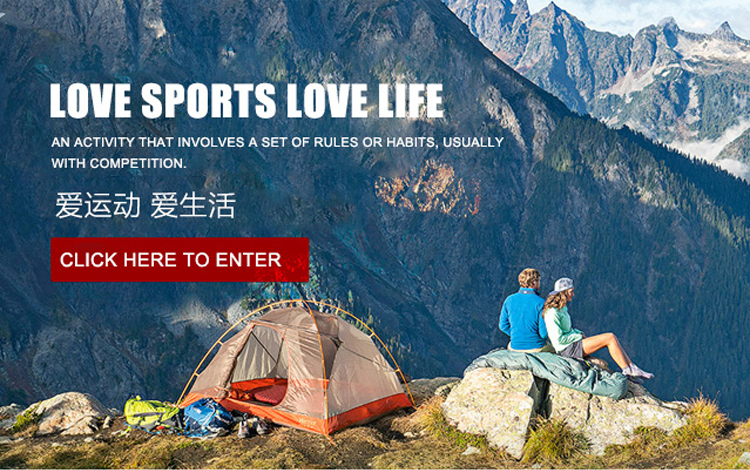 LOVE SPORTS LOVE LIFE
AN ACTIVITY THAT INVOLVES A SET OF RULES OR HABITS, USUALLY
WITH COMPETITION.
爱运动 爱生活
CLICK HERE TO ENTER